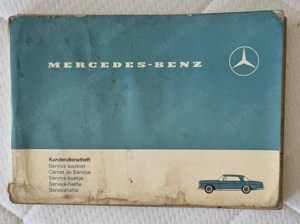 MERCEDES-BENZ
Kundendienstheft
Service booklet
Carnet de Service
Service boekje
Service-hæfte
Servicehäfte